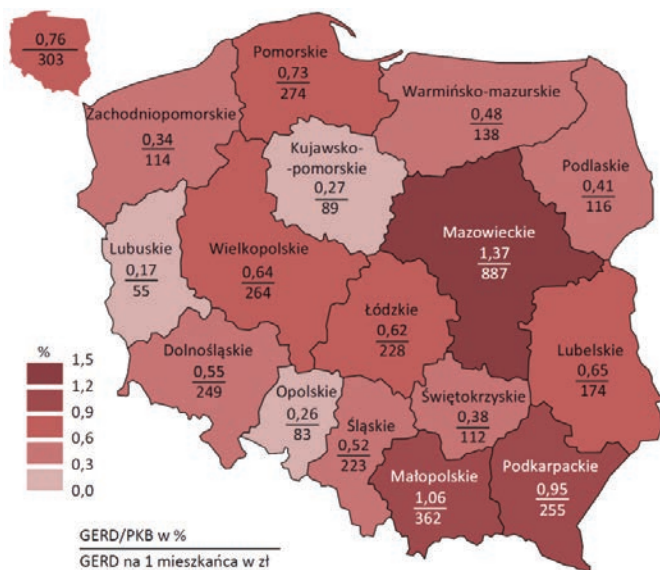 0,76
303
Pomorskie
0,73
274
Warmińsko-mazurskie
0,48
138
Zachodniopomorskie
0,34
114
Kujawsko-
-pomorskie
0,27
89
Podlaskie
0,41
116
Mazowieckie
1,37
887
Lubuskie
0,17
55
Wielkopolskie
0,64
264
Łódzkie
0,62
228
Lubelskie
0,65
174
Dolnośląskie
0,55
249
Opolskie
0,26
83
Śląskie
0,52
223
Świętokrzyskie
0,38
112
Małopolskie
1,06
362
Podkarpackie
0,95
255
%
1,5
1,2
0,9
0,6
0,3
0,0
GERD/PKB w %
GERD na 1 mieszkańca w zł